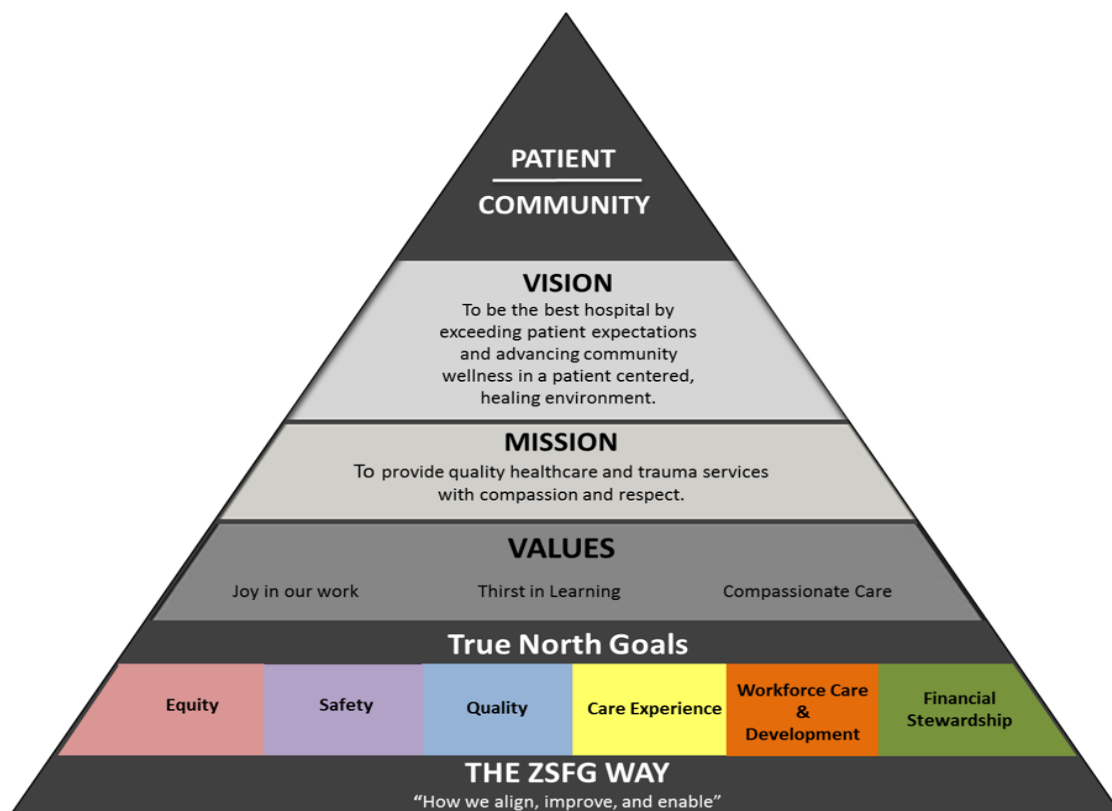 PATIENT
COMMUNITY
VISION
To be the best hospital by
exceeding patient expectations
and advancing community
wellness in a patient centered,
healing environment.
MISSION
To provide quality healthcare and trauma services
with compassion and respect.
VALUES
Joy in our work
Thirst in Learning
Compassionate Care
True North Goals
Equity
Safety
Quality
Care Experience
Workforce Care
&
Development
Financial
Stewardship
THE ZSFG WAY
“How we align, improve, and enable”